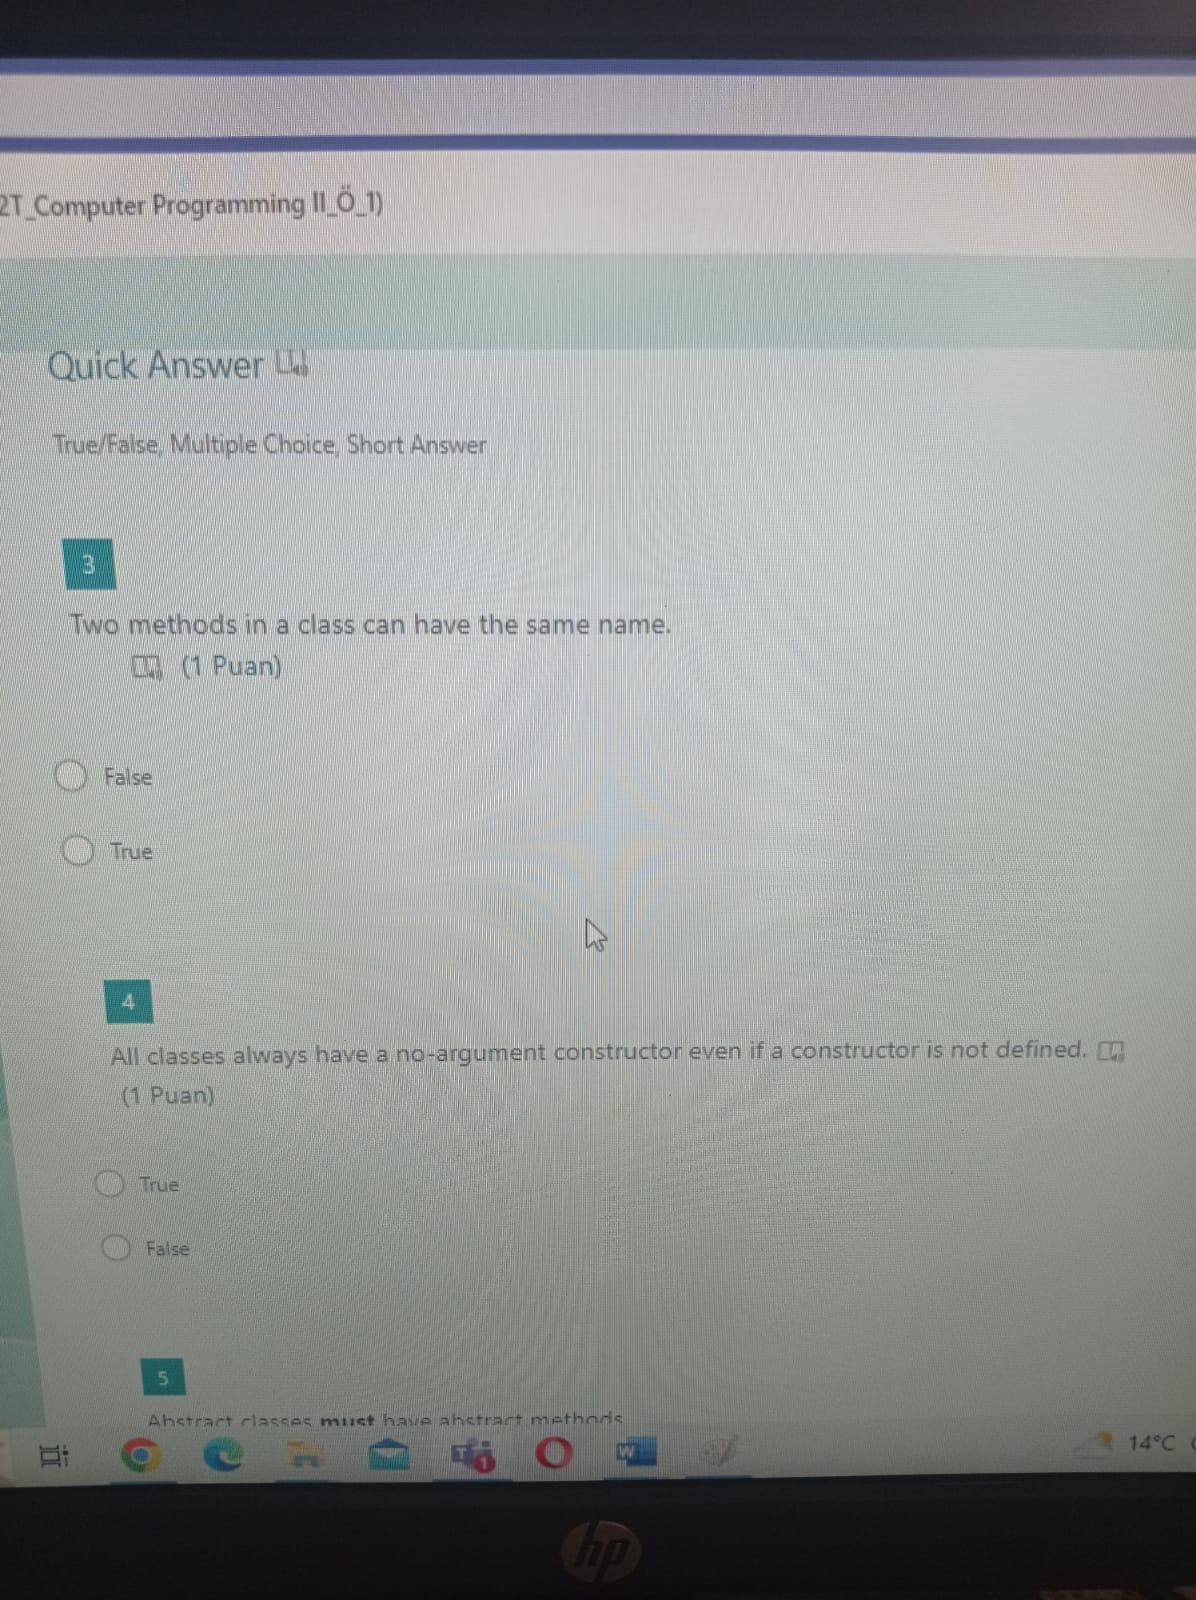 2T_Computer Programming II_Ö_1)
Quick Answer
True/False, Multiple Choice, Short Answer
3
Two methods in a class can have the same name.
(1 Puan)
False
True
4
All classes always have a no-argument constructor even if a constructor is not defined.
(1 Puan)
True
False
5
Abstract classes must have abstract methods
T 1 W 14°C
hp